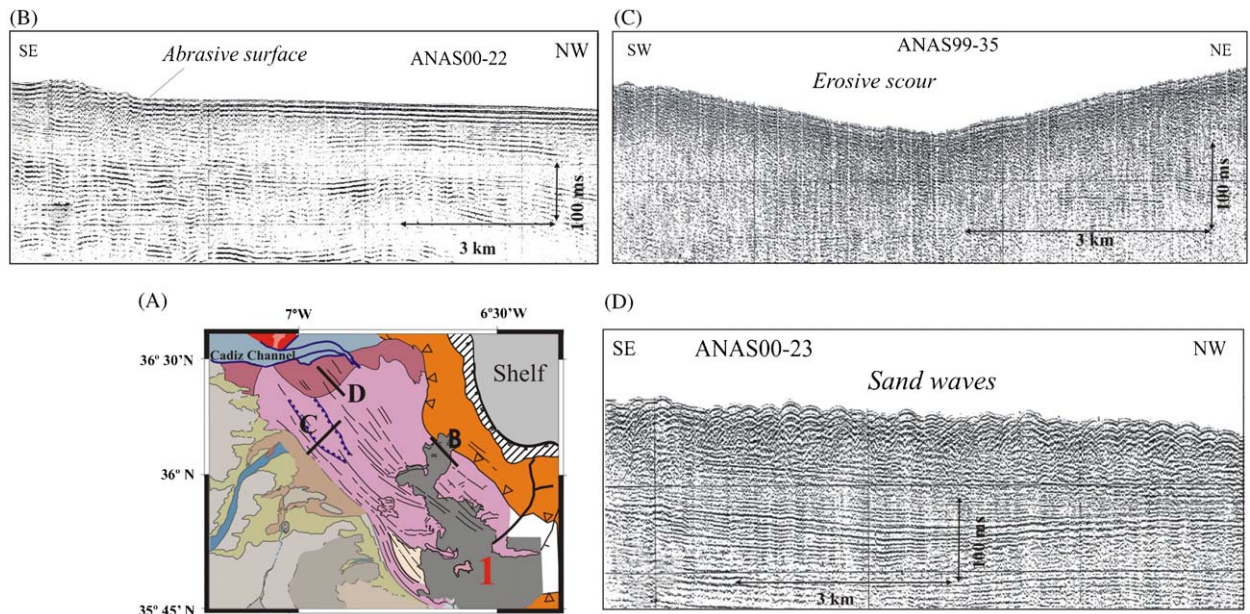 (B)
SE
Abrasive surface
ANAS00-22
NW
100 ms
3 km
(C)
SW
ANAS99-35
NE
Erosive scour
100 ms
3 km
(A)
7°W
6°30'W
36° 30'N
36° N
35° 45'N
Cadiz Channel
Shelf
D
C
B
1
(D)
SE
ANAS00-23
NW
Sand waves
100 ms
3 km